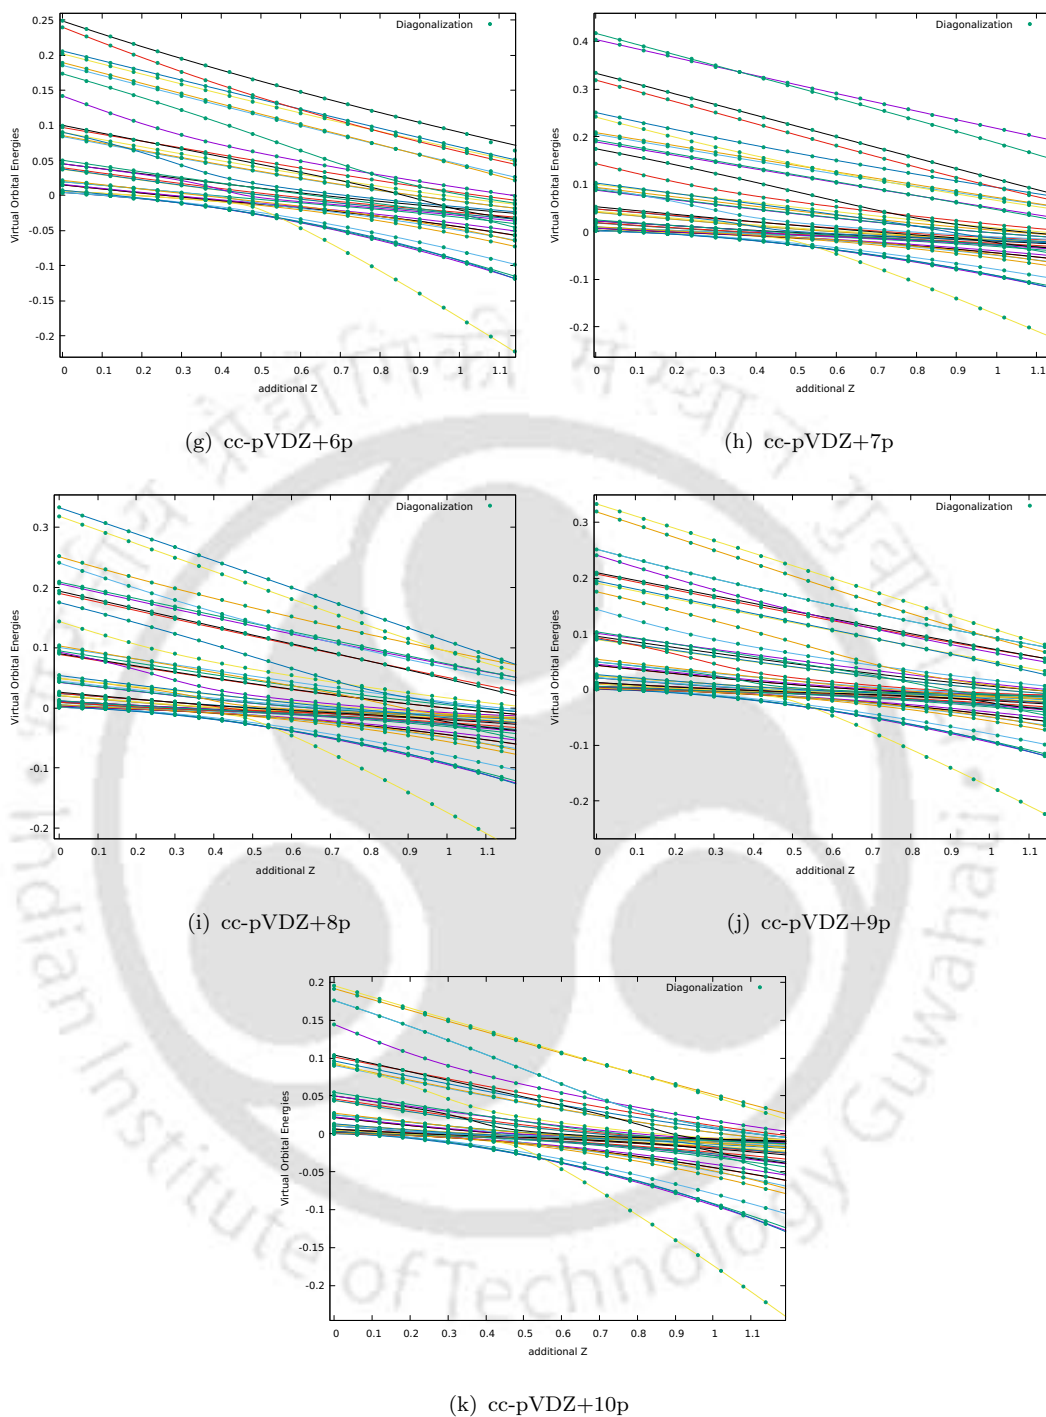 0.25
0.2
0.15
0.1
0.05
0
-0.05
-0.1
-0.15
-0.2
Virtual Orbital Energies
Diagonalization
0 0.1 0.2 0.3 0.4 0.5 0.6 0.7 0.8 0.9 1 1.1
additional Z
(g) cc-pVDZ+6p
0.4
0.3
0.2
0.1
0
-0.1
-0.2
Virtual Orbital Energies
Diagonalization
0 0.1 0.2 0.3 0.4 0.5 0.6 0.7 0.8 0.9 1 1.1
additional Z
(h) cc-pVDZ+7p
0.3
0.2
0.1
0
-0.1
-0.2
Virtual Orbital Energies
Diagonalization
0 0.1 0.2 0.3 0.4 0.5 0.6 0.7 0.8 0.9 1 1.1
additional Z
(i) cc-pVDZ+8p
0.3
0.2
0.1
0
-0.1
-0.2
Virtual Orbital Energies
Diagonalization
0 0.1 0.2 0.3 0.4 0.5 0.6 0.7 0.8 0.9 1 1.1
additional Z
(j) cc-pVDZ+9p
0.2
0.15
0.1
0.05
0
-0.05
-0.1
-0.15
-0.2
Virtual Orbital Energies
Diagonalization
0 0.1 0.2 0.3 0.4 0.5 0.6 0.7 0.8 0.9 1 1.1
additional Z
(k) cc-pVDZ+10p
Indian Institute of Technology Guwahati